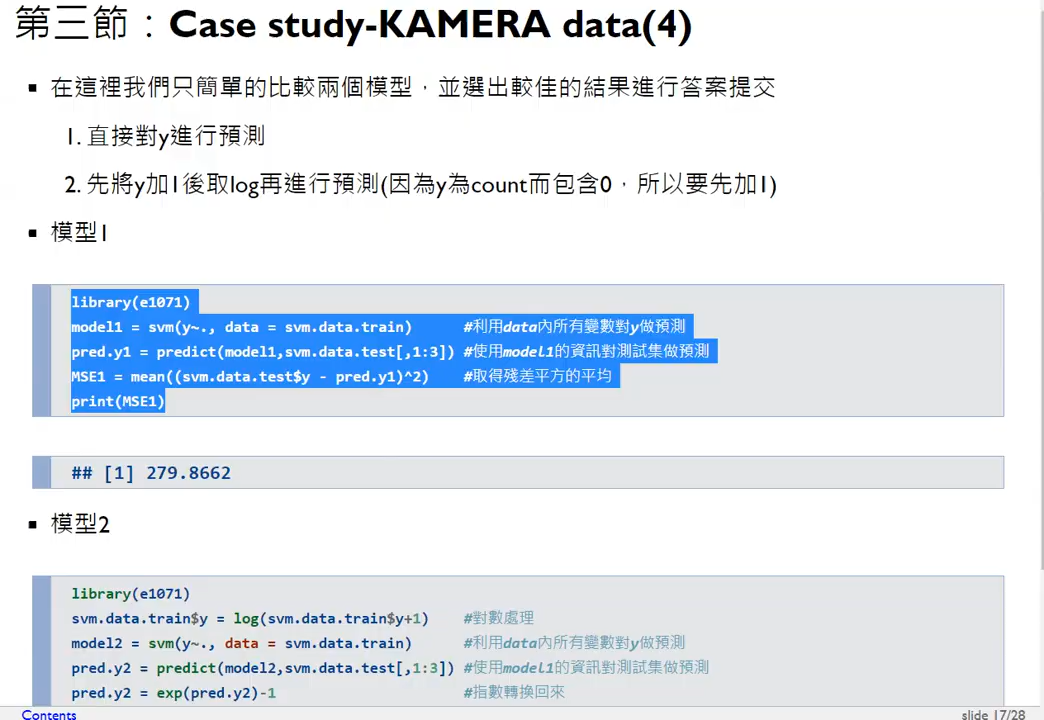 第三節：Case study-KAMERA data(4)
▪ 在這裡我們只簡單的比較兩個模型，並選出較佳的結果進行答案提交
1. 直接對y進行預測
2. 先將y加1後取log再進行預測(因為y為count而包含0，所以要先加1)
▪ 模型1
library(e1071)
model1 = svm(y~., data = svm.data.train) #利用data內所有變數對y做預測
pred.y1 = predict(model1,svm.data.test[,1:3]) #使用model1的資訊對測試集做預測
MSE1 = mean((svm.data.test$y - pred.y1)^2) #取得殘差平方的平均
print(MSE1)
## [1] 279.8662
▪ 模型2
library(e1071)
svm.data.train$y = log(svm.data.train$y+1) #對數處理
model2 = svm(y~., data = svm.data.train) #利用data內所有變數對y做預測
pred.y2 = predict(model2,svm.data.test[,1:3]) #使用model1的資訊對測試集做預測
pred.y2 = exp(pred.y2)-1 #指數轉換回來
Contents
slide 17/28